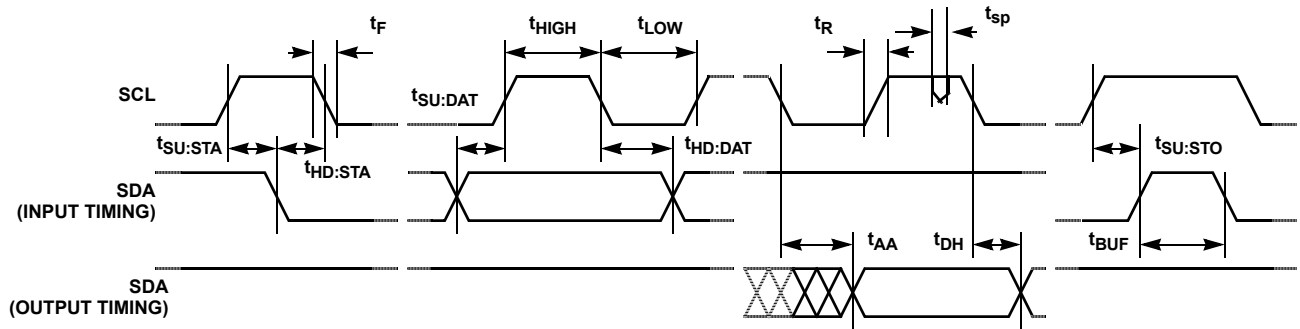 tF
tHIGH
tLOW
tR
tsp
SCL
tSU:DAT
tSU:STA
tHD:STA
tHD:DAT
tSU:STO
SDA
(INPUT TIMING)
tAA
tDH
tBUF
SDA
(OUTPUT TIMING)